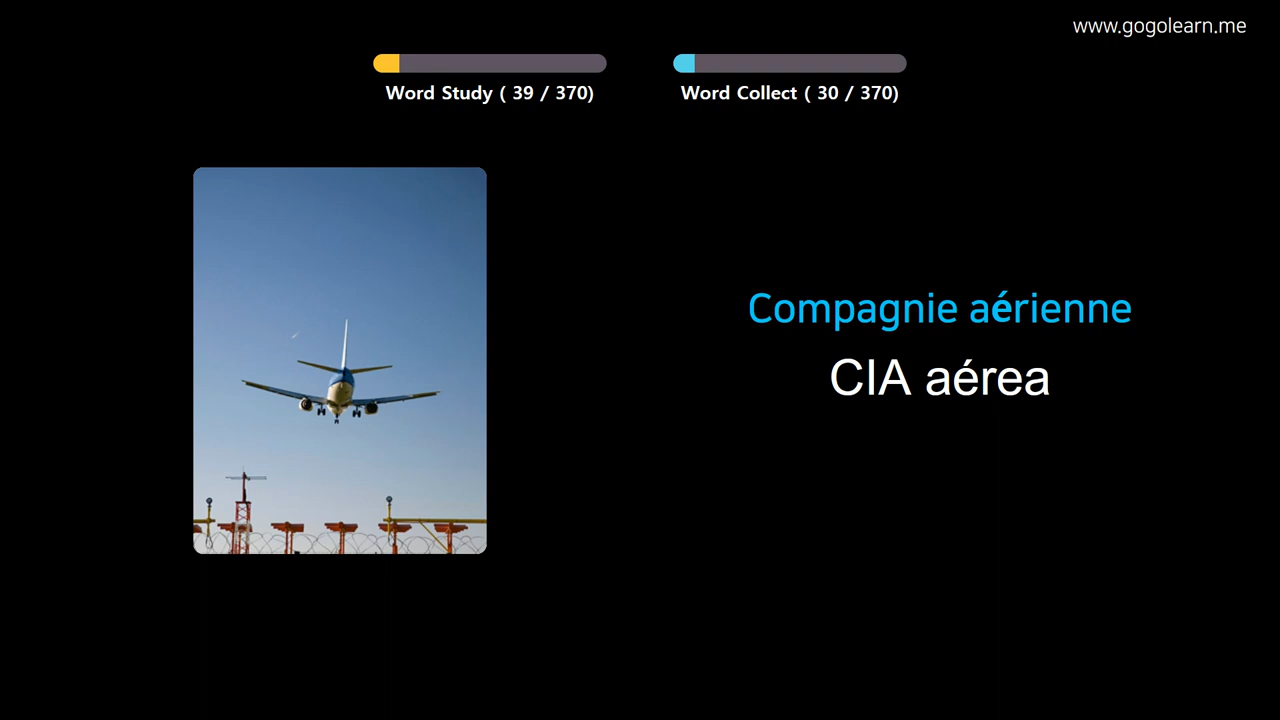 www.gogolearn.me
Word Study ( 39 / 370)
Word Collect ( 30 / 370)
Compagnie aérienne
CIA aérea